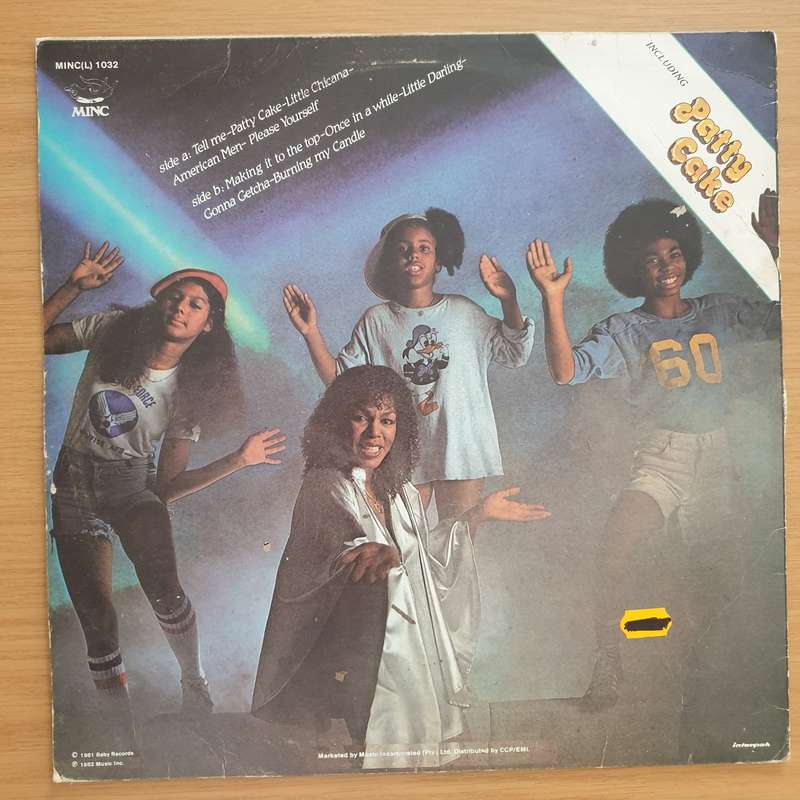 MINC(L) 1032
MINC
side a: Tell me-Patty Cake-Little Chicana-
American Men- Please Yourself
side b: Making it to the top-Once in a while-Little Darling-
Gonna Getcha-Burning my Candle
INCLUDING
Patty
Cake
60
© 1981 Baby Records
℗ 1982 Music Inc.
Marketed by Music Incorporated (Pty.) Ltd. Distributed by CCP/EMI.
Interpak